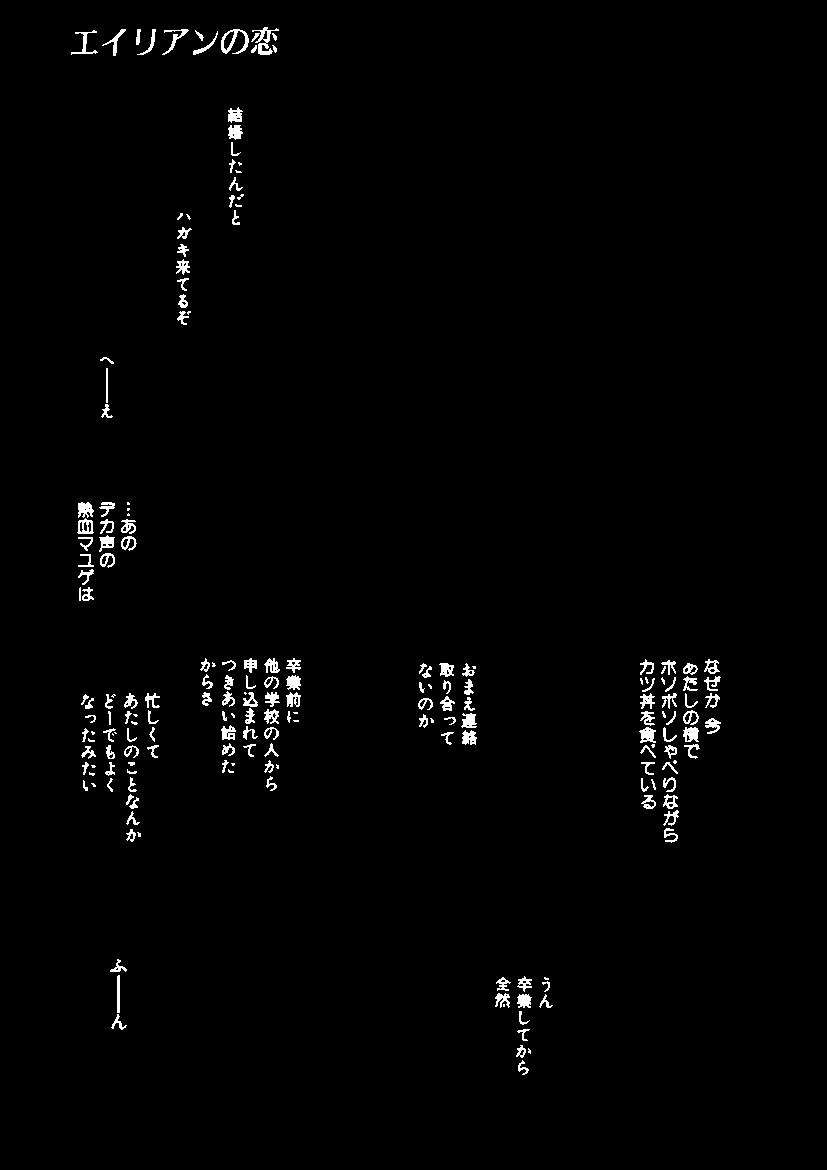 エイリアンの恋
結婚したんだと
ハガキ来てるぞ
へーーえ
…あの
デカ声の
熱血マユゲは
なぜか 今
あたしの横で
ボソボソしゃべりながら
カツ丼を食べている
おまえ連絡
取り合って
ないのか
うん
卒業してから
全然
卒業前に
他の学校の人から
申し込まれて
つきあい始めた
からさ
忙しくて
あたしのことなんか
どーでもよく
なったみたい
ふーーん